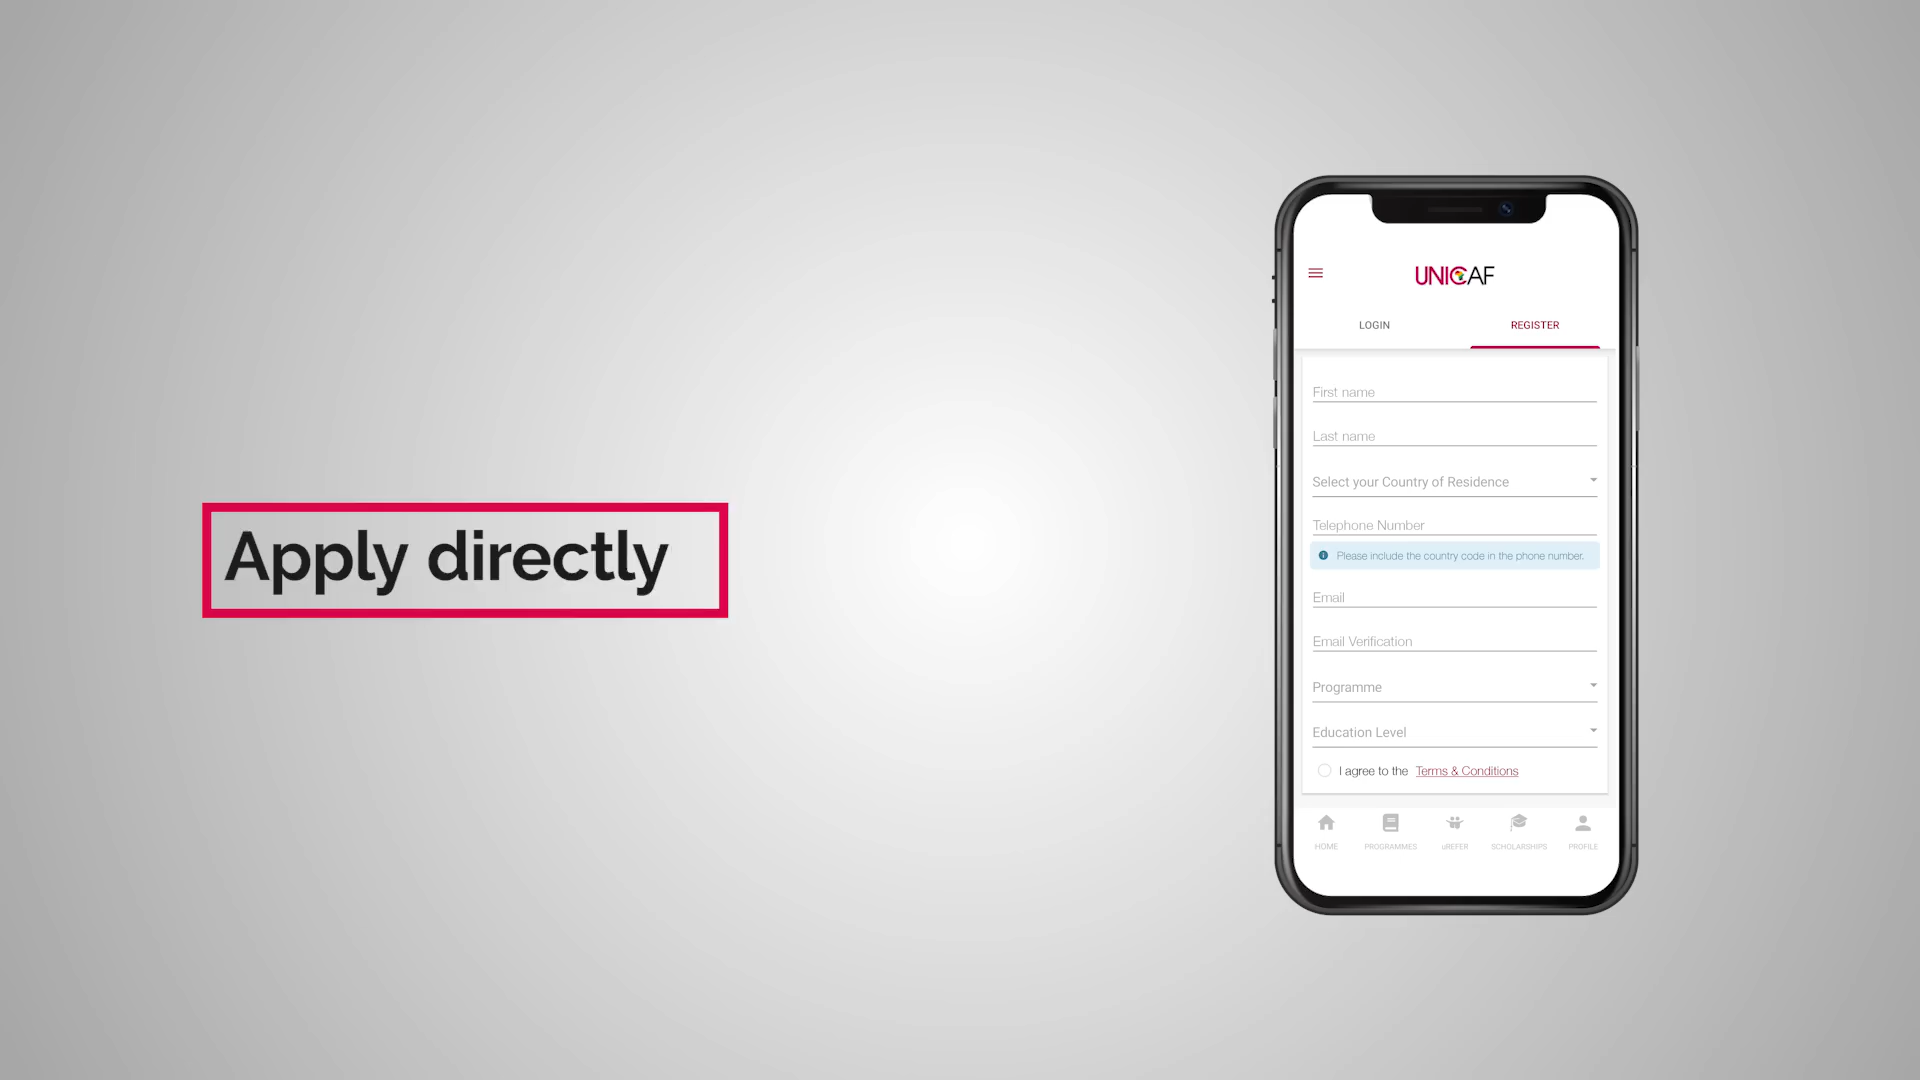 Apply directly
UNICAF
LOGIN
REGISTER
First name
Last name
Select your Country of Residence
Telephone Number
Please include the country code in the phone number.
Email
Email Verification
Programme
Education Level
I agree to the Terms & Conditions
HOME
PROGRAMMES
uREFER
SCHOLARSHIPS
PROFILE